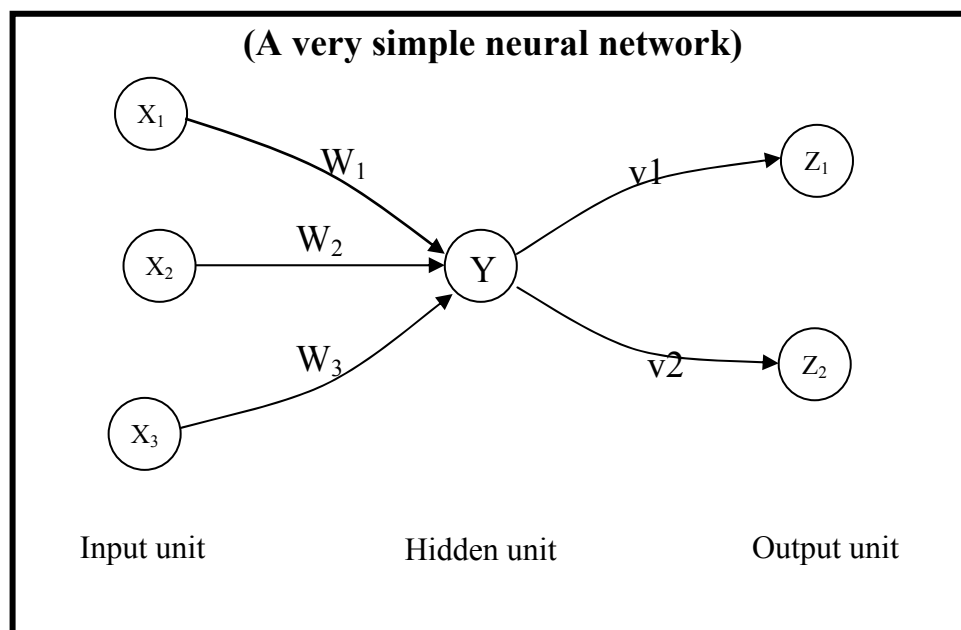 (A very simple neural network)
X₁
W₁
v1
Z₁
X₂
W₂
Y
W₃
v2
Z₂
X₃
Input unit Hidden unit Output unit